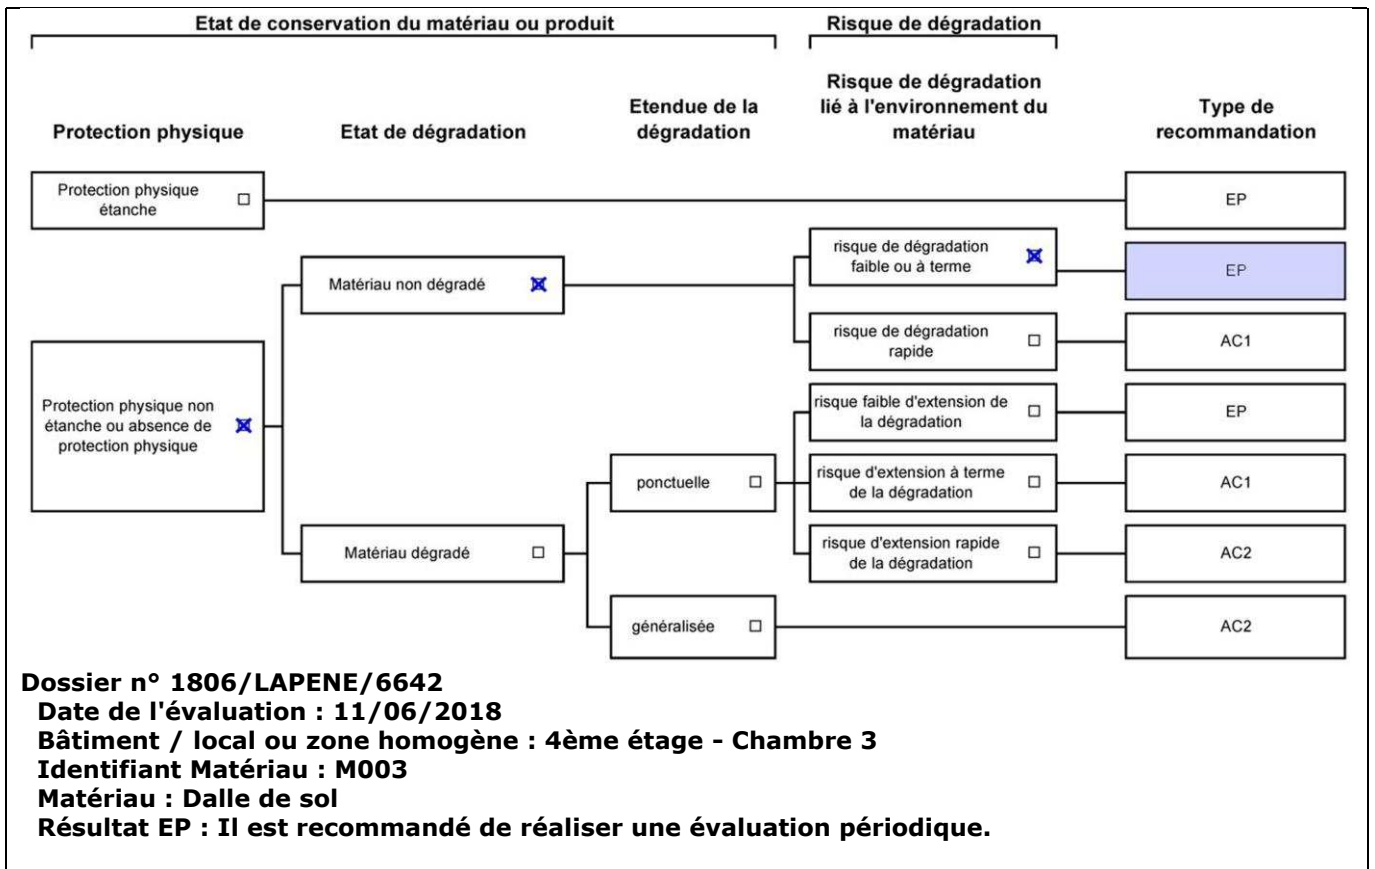 Etat de conservation du matériau ou produit
Risque de dégradation
Protection physique
Etat de dégradation
Etendue de la
dégradation
Risque de dégradation
lié à l'environnement du
matériau
Type de
recommandation
Protection physique
étanche
EP
risque de dégradation
faible ou à terme
EP
Matériau non dégradé
risque de dégradation
rapide
AC1
Protection physique non
étanche ou absence de
protection physique
risque faible d'extension de
la dégradation
EP
ponctuelle
risque d'extension à terme
de la dégradation
AC1
Matériau dégradé
risque d'extension rapide
de la dégradation
AC2
généralisée
AC2
Dossier n° 1806/LAPENE/6642
Date de l'évaluation : 11/06/2018
Bâtiment / local ou zone homogène : 4ème étage - Chambre 3
Identifiant Matériau : M003
Matériau : Dalle de sol
Résultat EP : Il est recommandé de réaliser une évaluation périodique.